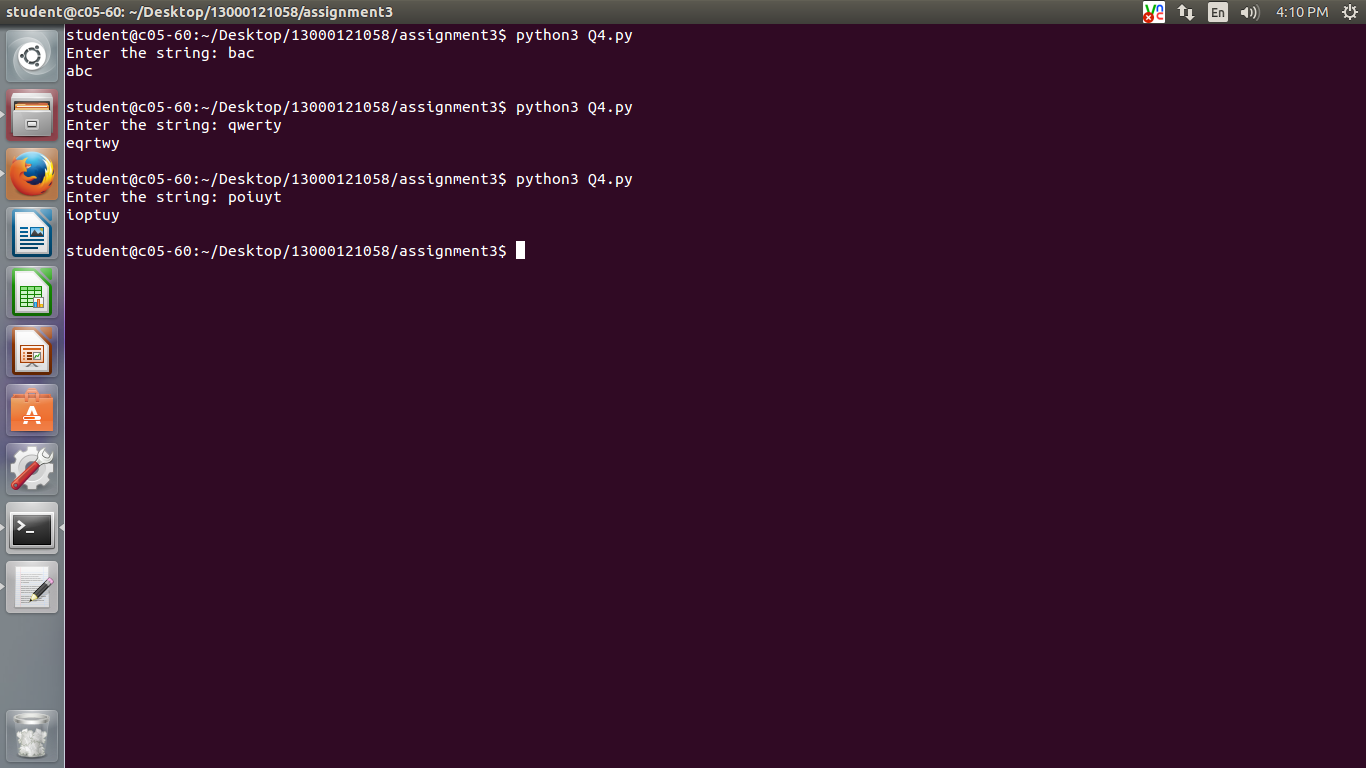 student@c05-60: ~/Desktop/13000121058/assignment3
En
4:10 PM
student@c05-60:~/Desktop/13000121058/assignment3$ python3 Q4.py
Enter the string: bac
abc
student@c05-60:~/Desktop/13000121058/assignment3$ python3 Q4.py
Enter the string: qwerty
eqrtwy
student@c05-60:~/Desktop/13000121058/assignment3$ python3 Q4.py
Enter the string: poiuyt
ioptuy
student@c05-60:~/Desktop/13000121058/assignment3$